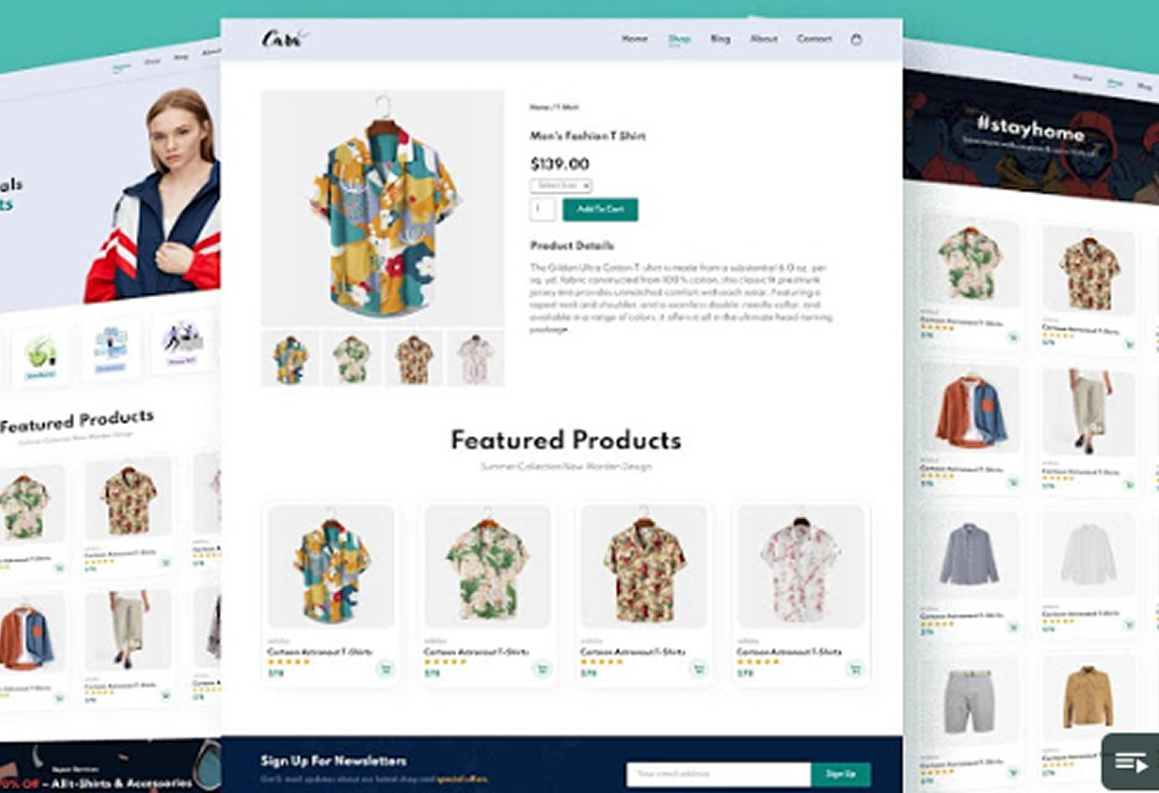 Cara
Home Shop Blog About Contact
Home / T-Shirt
Men's Fashion T Shirt
$139.00
Select Size
1
Add To Cart
Product Details
The Gildan Ultra Cotton T-shirt is made from a substantial 6.0 oz. per
sq. yd. fabric constructed from 100% cotton, this classic fit preshrunk
jersey knit provides unmatched comfort with each wear. Featuring a
taped neck and shoulder, and a seamless double-needle collar, and
available in a range of colors, it offers it all in the ultimate head-turning
package.
Featured Products
Summer Collection New Morden Design
adidas
Cartoon Astronaut T-Shirts
$78
adidas
Cartoon Astronaut T-Shirts
$78
adidas
Cartoon Astronaut T-Shirts
$78
adidas
Cartoon Astronaut T-Shirts
$78
Sign Up For Newsletters
Get E-mail updates about our latest shop and special offers.
Your email address
Sign Up
Home Shop Blog
als
ts
Featured Products
Summer Collection New Morden Design
Cartoon Astronaut T-Shirts
$78
Cartoon Astronaut T-Shirts
$78
Repair Services
0% Off – All t-Shirts & Accessories
Home Shop Blog
#stayhome
Cartoon Astronaut T-Shirts
$78
Cartoon Astronaut T-Shirts
$78
Cartoon Astronaut T-Shirts
$78
Cartoon Astronaut T-Shirts
$78
Cartoon Astronaut T-Shirts
$78
Cartoon Astronaut T-Shirts
$78
Cartoon Astronaut T-Shirts
$78
Cartoon Astronaut T-Shirts